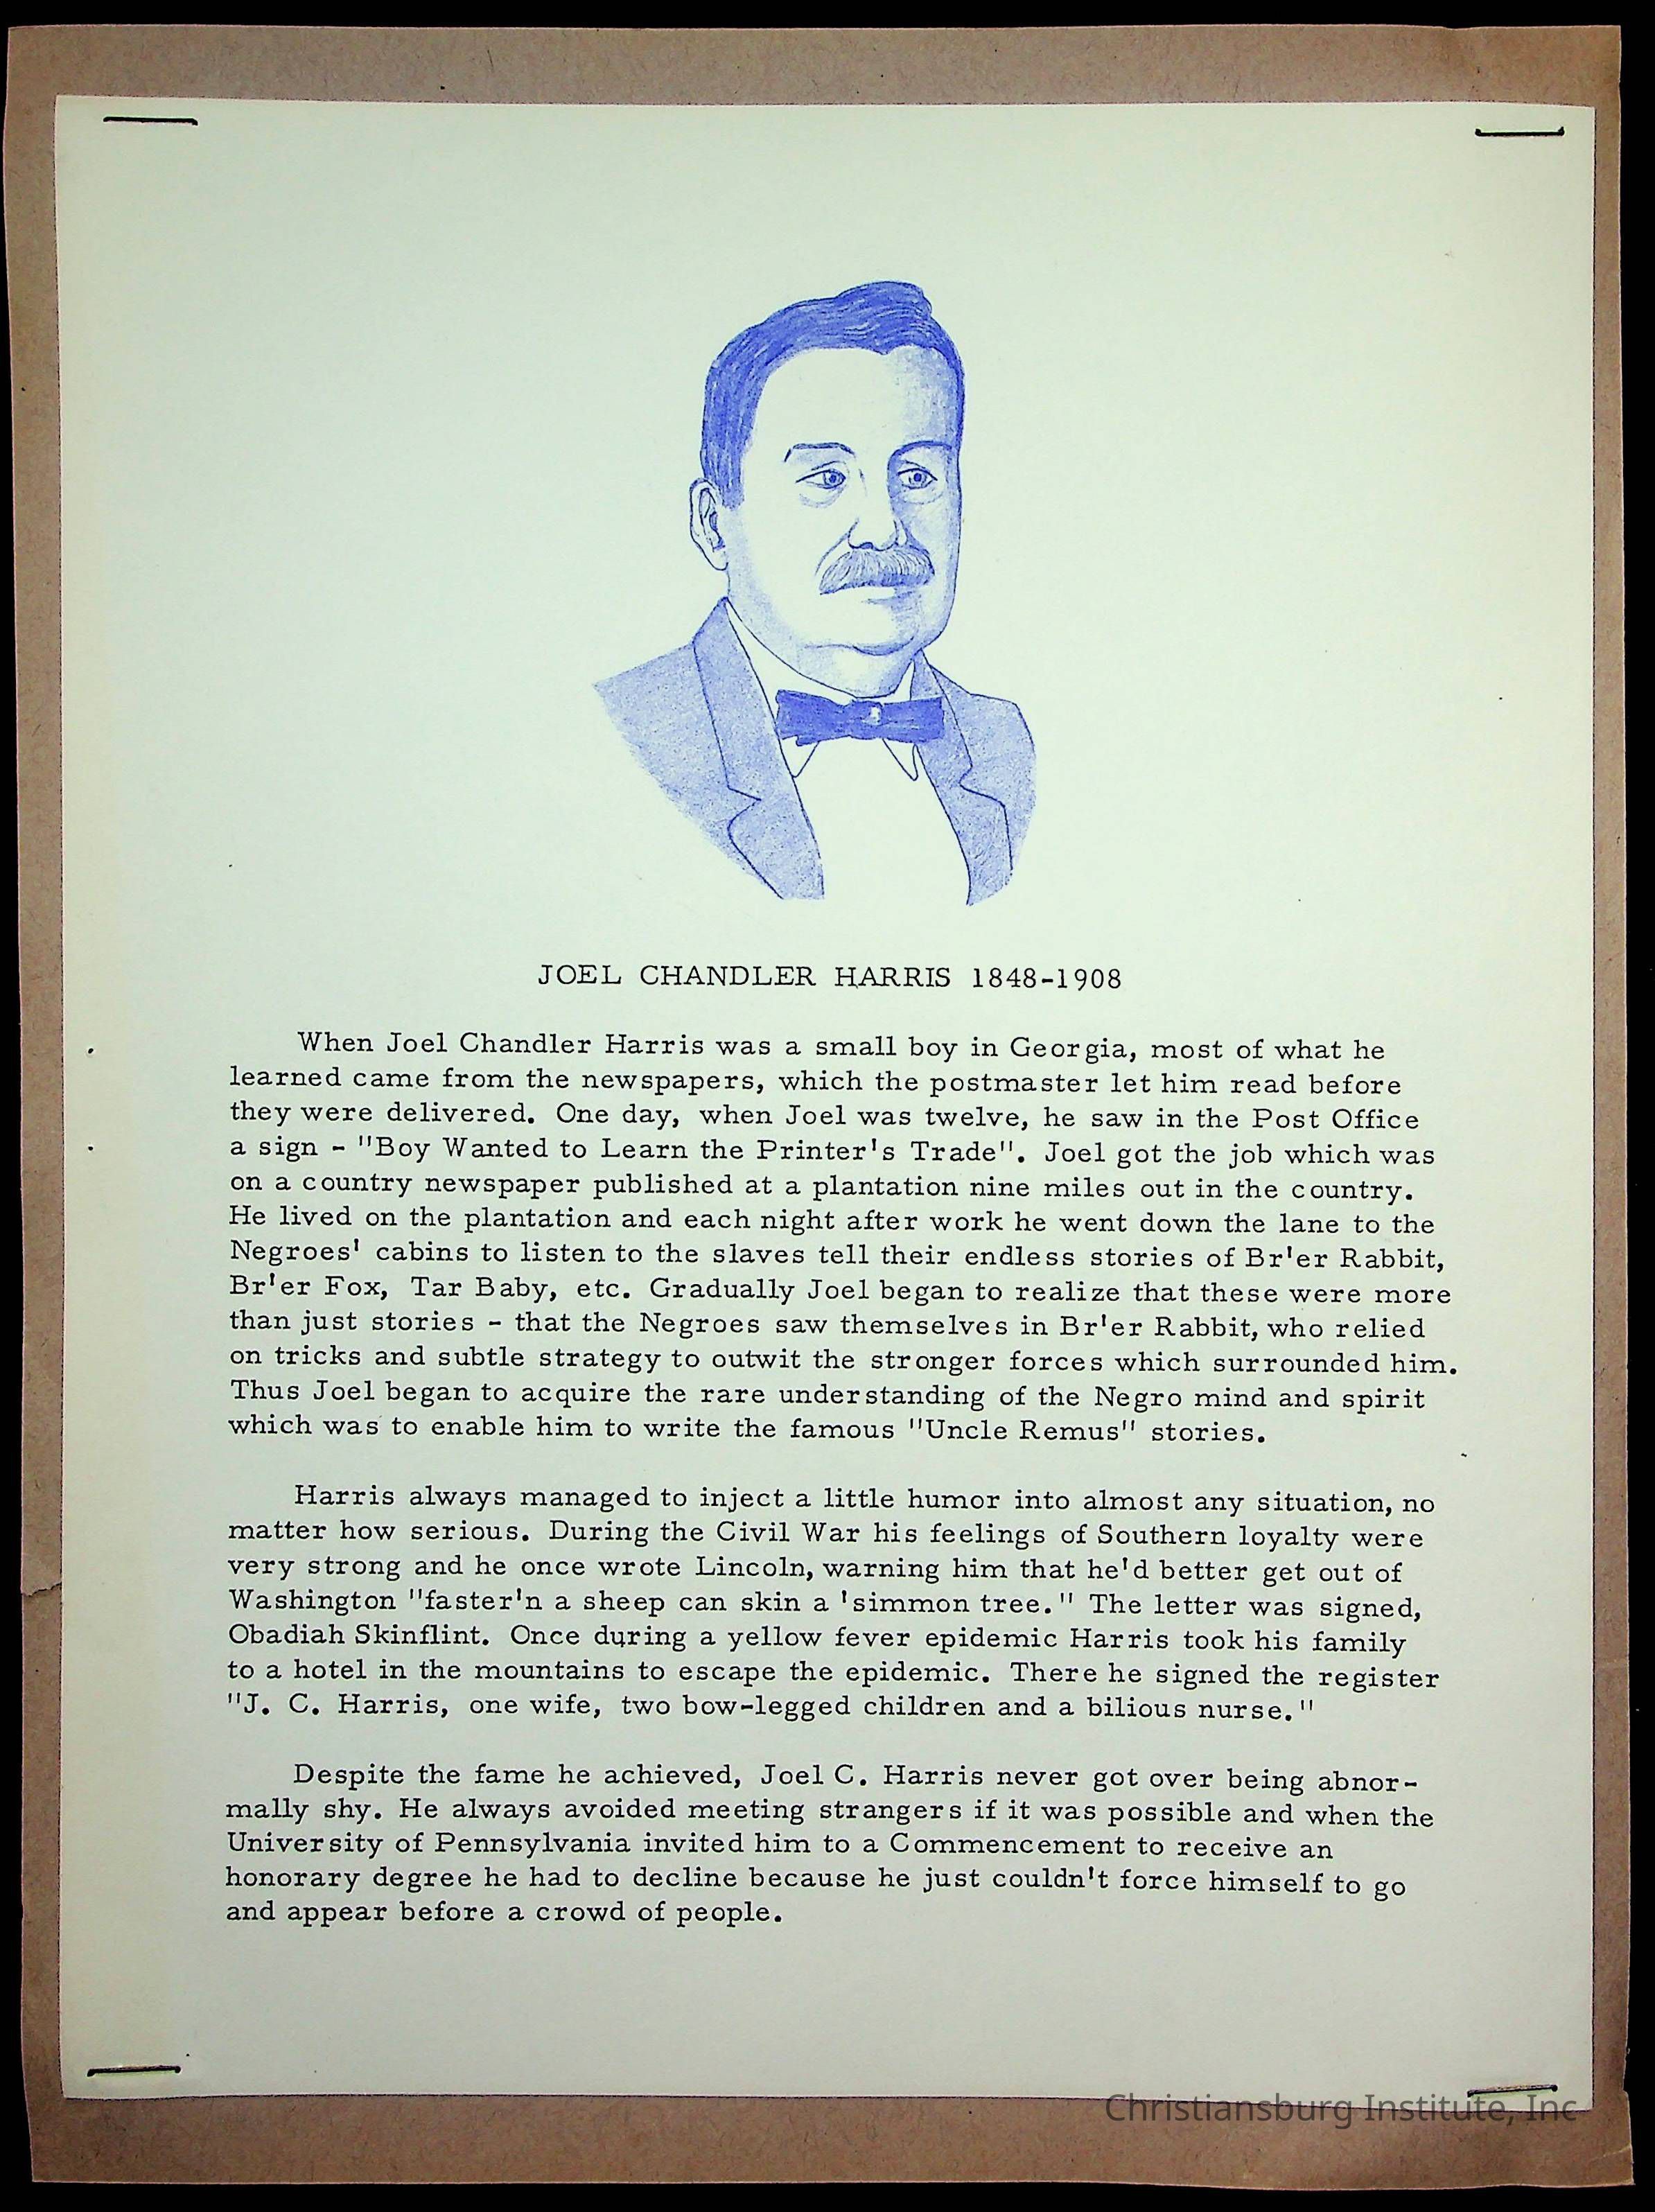 JOEL CHANDLER HARRIS 1848-1908
When Joel Chandler Harris was a small boy in Georgia, most of what he
learned came from the newspapers, which the postmaster let him read before
they were delivered. One day, when Joel was twelve, he saw in the Post Office
a sign - "Boy Wanted to Learn the Printer's Trade". Joel got the job which was
on a country newspaper published at a plantation nine miles out in the country.
He lived on the plantation and each night after work he went down the lane to the
Negroes' cabins to listen to the slaves tell their endless stories of Br'er Rabbit,
Br'er Fox, Tar Baby, etc. Gradually Joel began to realize that these were more
than just stories - that the Negroes saw themselves in Br'er Rabbit, who relied
on tricks and subtle strategy to outwit the stronger forces which surrounded him.
Thus Joel began to acquire the rare understanding of the Negro mind and spirit
which was to enable him to write the famous "Uncle Remus" stories.
Harris always managed to inject a little humor into almost any situation, no
matter how serious. During the Civil War his feelings of Southern loyalty were
very strong and he once wrote Lincoln, warning him that he'd better get out of
Washington "faster'n a sheep can skin a 'simmon tree." The letter was signed,
Obadiah Skinflint. Once during a yellow fever epidemic Harris took his family
to a hotel in the mountains to escape the epidemic. There he signed the register
"J. C. Harris, one wife, two bow-legged children and a bilious nurse."
Despite the fame he achieved, Joel C. Harris never got over being abnor-
mally shy. He always avoided meeting strangers if it was possible and when the
University of Pennsylvania invited him to a Commencement to receive an
honorary degree he had to decline because he just couldn't force himself to go
and appear before a crowd of people.
Christiansburg Institute, Inc